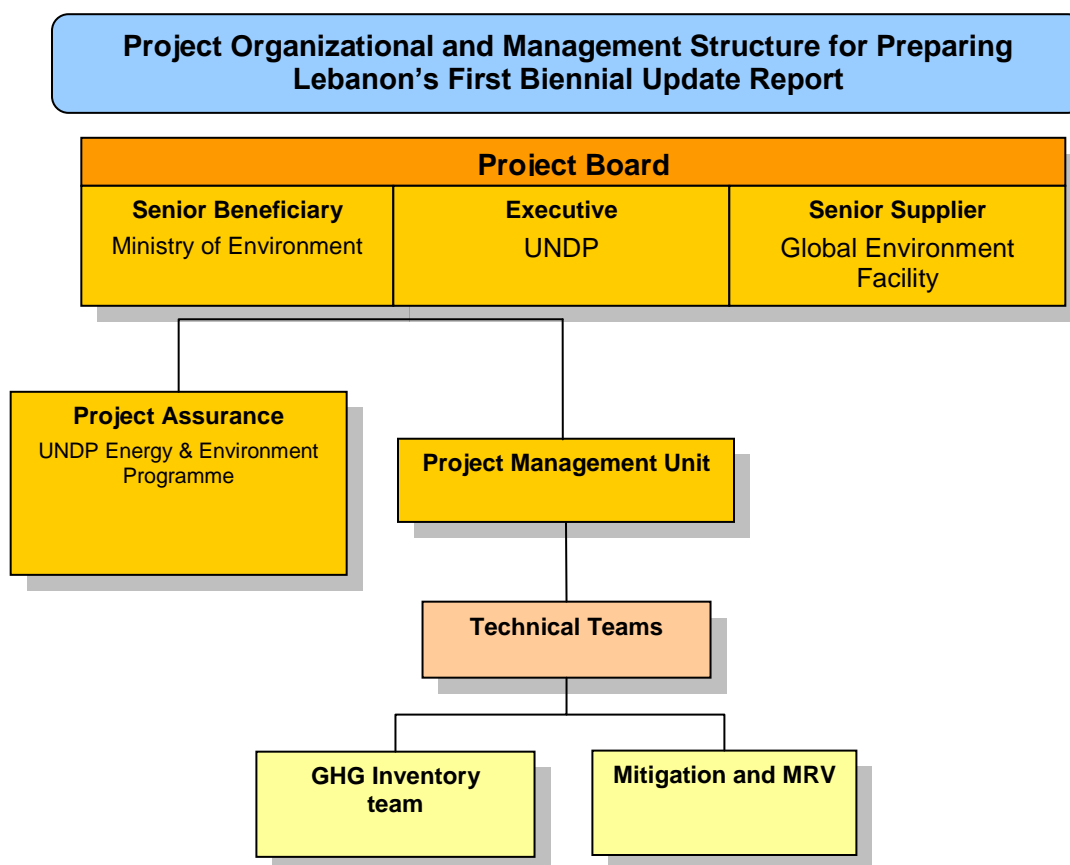 Project Organizational and Management Structure for Preparing
Lebanon’s First Biennial Update Report
Project Board
Senior Beneficiary
Ministry of Environment
Executive
UNDP
Senior Supplier
Global Environment
Facility
Project Assurance
UNDP Energy & Environment
Programme
Project Management Unit
Technical Teams
GHG Inventory
team
Mitigation and MRV